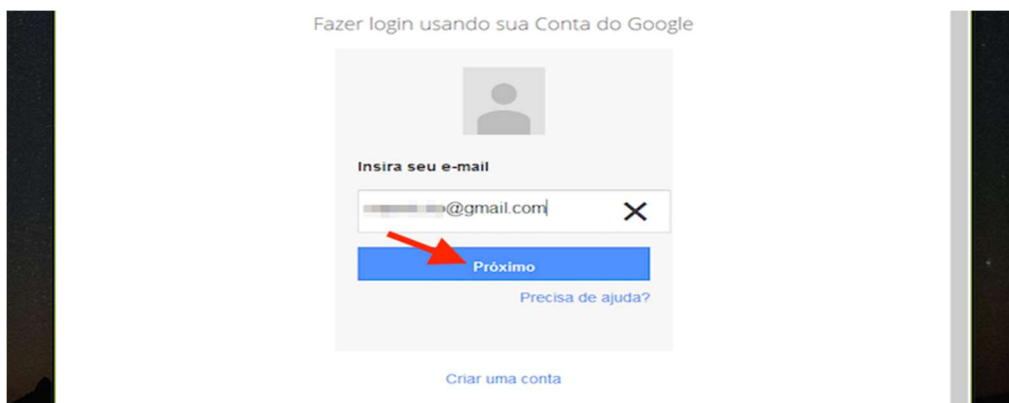 Fazer login usando sua Conta do Google
Insira seu e-mail
@gmail.com
Próximo
Precisa de ajuda?
Criar uma conta